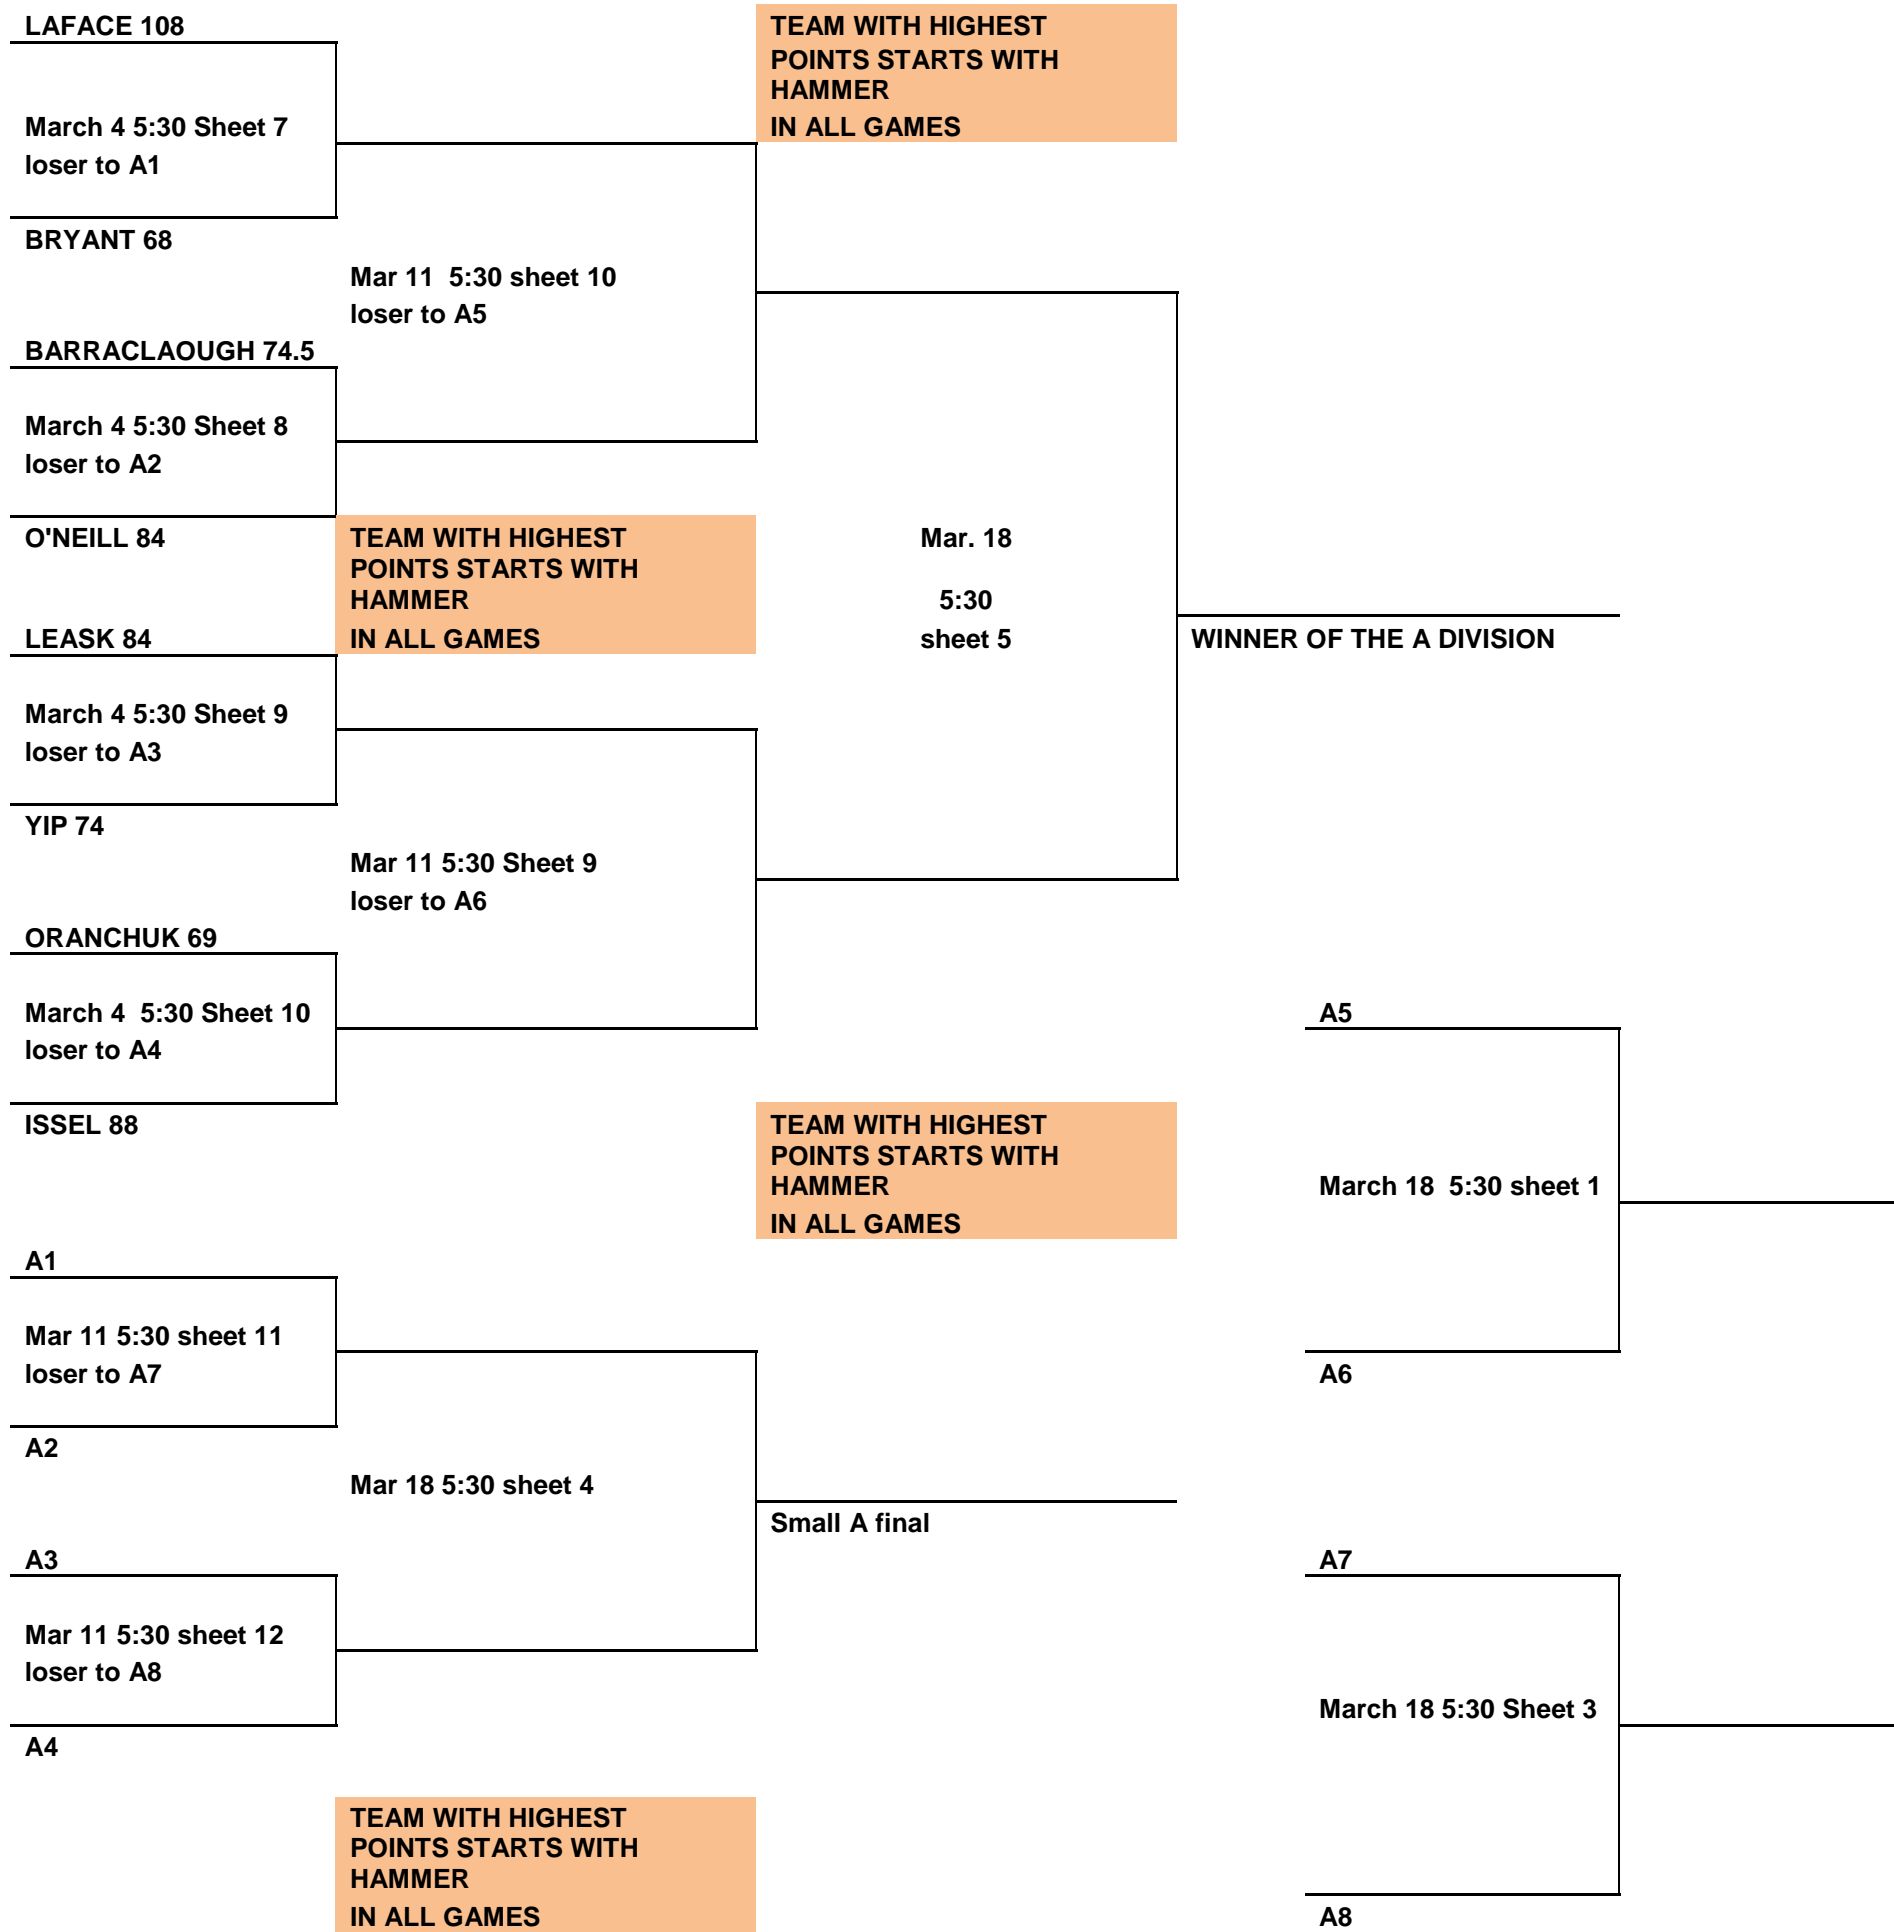 LAFACE 108
March 4 5:30 Sheet 7
loser to A1
BRYANT 68
BARRACLAOUGH 74.5
March 4 5:30 Sheet 8
loser to A2
O'NEILL 84
LEASK 84
March 4 5:30 Sheet 9
loser to A3
YIP 74
ORANCHUK 69
March 4  5:30 Sheet 10
loser to A4
ISSEL 88
Mar 11  5:30 sheet 10
loser to A5
TEAM WITH HIGHEST
POINTS STARTS WITH
HAMMER
IN ALL GAMES
Mar 11 5:30 Sheet 9
loser to A6
TEAM WITH HIGHEST
POINTS STARTS WITH
HAMMER
IN ALL GAMES
Mar. 18
5:30
sheet 5
WINNER OF THE A DIVISION
TEAM WITH HIGHEST
POINTS STARTS WITH
HAMMER
IN ALL GAMES
A5
March 18  5:30 sheet 1
A6
A1
Mar 11 5:30 sheet 11
loser to A7
A2
Mar 18 5:30 sheet 4
Small A final
A3
Mar 11 5:30 sheet 12
loser to A8
A4
A7
March 18 5:30 Sheet 3
A8
TEAM WITH HIGHEST
POINTS STARTS WITH
HAMMER
IN ALL GAMES